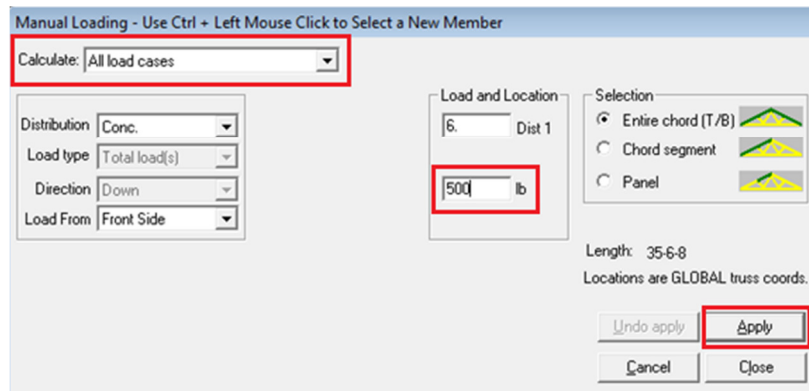 Manual Loading - Use Ctrl + Left Mouse Click to Select a New Member
Calculate: All load cases
Distribution Conc.
Load type Total load(s)
Direction Down
Load From Front Side
Load and Location
6. Dist 1
500 lb
Selection
Entire chord (T/B)
Chord segment
Panel
Length: 35-6-8
Locations are GLOBAL truss coords.
Undo apply Apply
Cancel Close